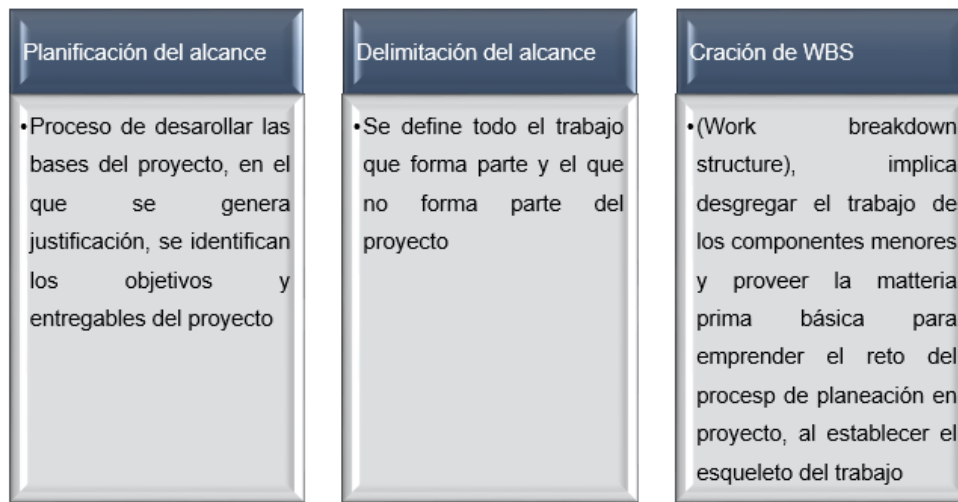 Planificación del alcance
•Proceso de desarollar las
bases del proyecto, en el
que se genera
justificación, se identifican
los objetivos y
entregables del proyecto
Delimitación del alcance
•Se define todo el trabajo
que forma parte y el que
no forma parte del
proyecto
Cración de WBS
•(Work breakdown
structure), implica
desgregar el trabajo de
los componentes menores
y proveer la matteria
prima básica para
emprender el reto del
procesp de planeación en
proyecto, al establecer el
esqueleto del trabajo